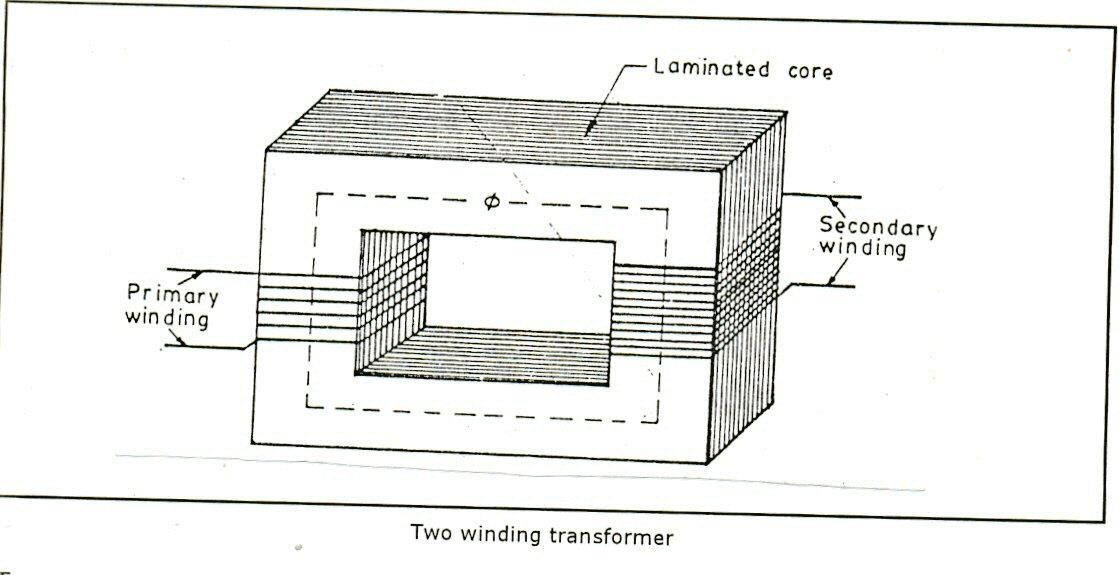 Laminated core
ϕ
Secondary
winding
Primary
winding
Two winding transformer